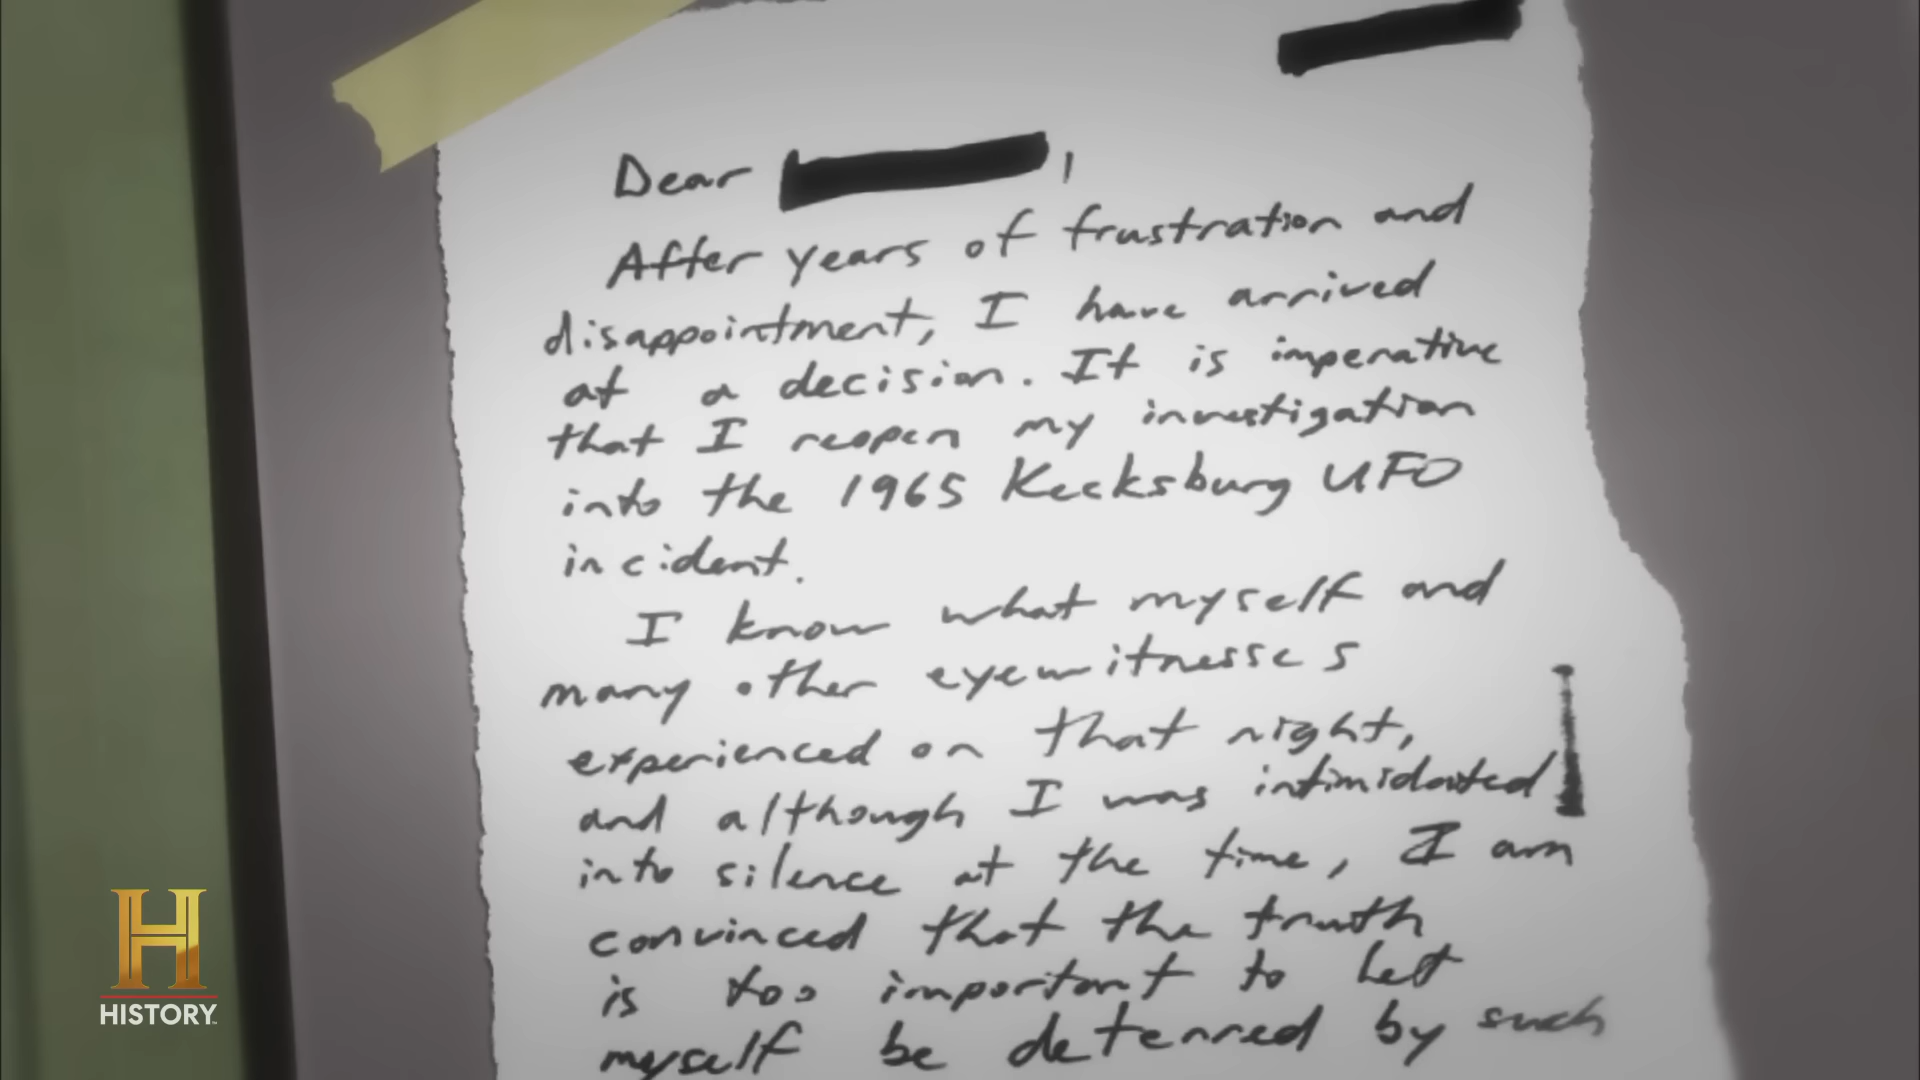 Dear
After years of frustration and
disappointment, I have arrived
at a decision. It is imperative
that I reopen my investigation
into the 1965 Kecksburg UFO
incident.
I know what myself and
many other eyewitnesses
experienced on that night,
and although I was intimidated
into silence at the time, I am
convinced that the truth
is too important to let
myself be deterred by such
H
HISTORY